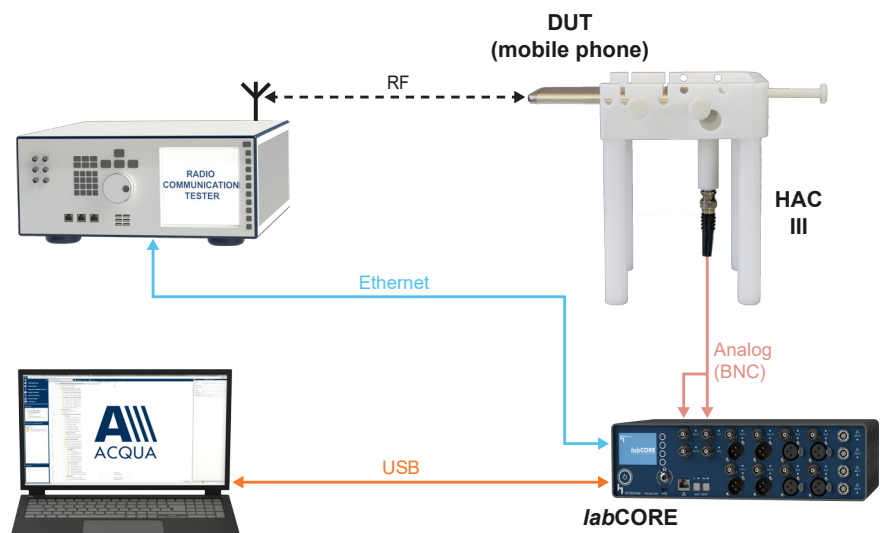 DUT
(mobile phone)
RF
RADIO
COMMUNICATION
TESTER
HAC
III
Ethernet
Analog
(BNC)
ACQUA
labCORE
USB
labCORE